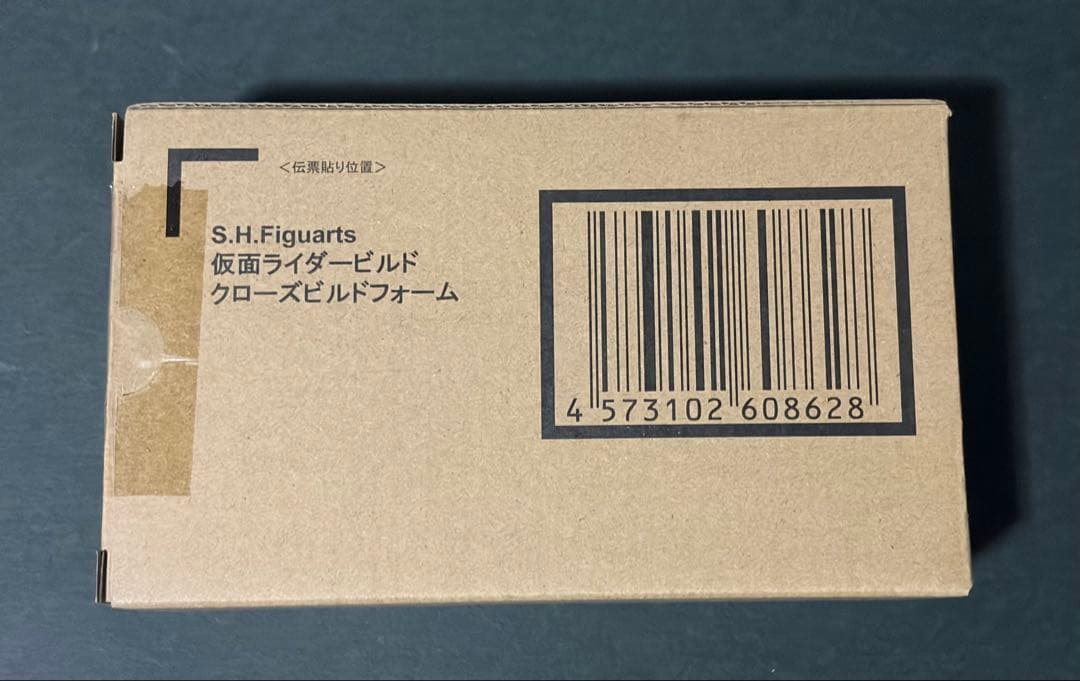 <伝票貼り位置>
S.H.Figuarts
仮面ライダービルド
クローズビルドフォーム
4 573102 608628